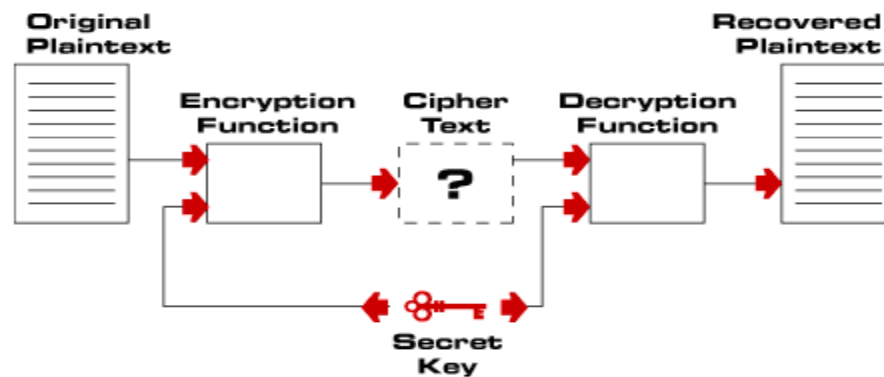 Original
Plaintext
Recovered
Plaintext
Encryption
Function
Cipher
Text
Decryption
Function
?
Secret
Key